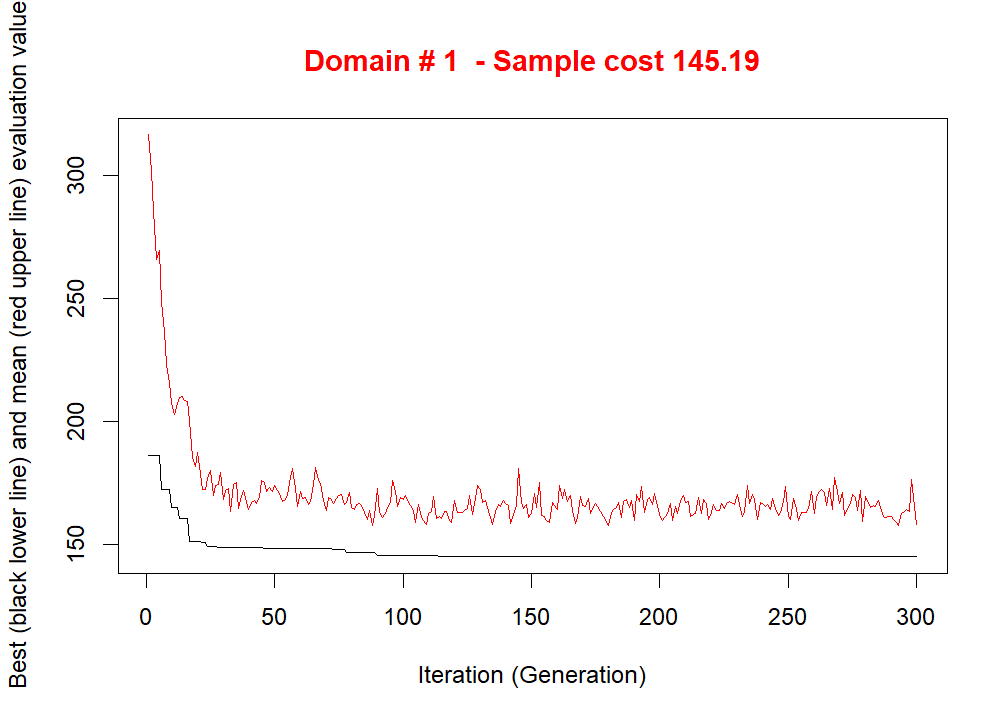 Domain # 1  - Sample cost 145.19
Best (black lower line) and mean (red upper line) evaluation value
300
250
200
150
0 50 100 150 200 250 300
Iteration (Generation)